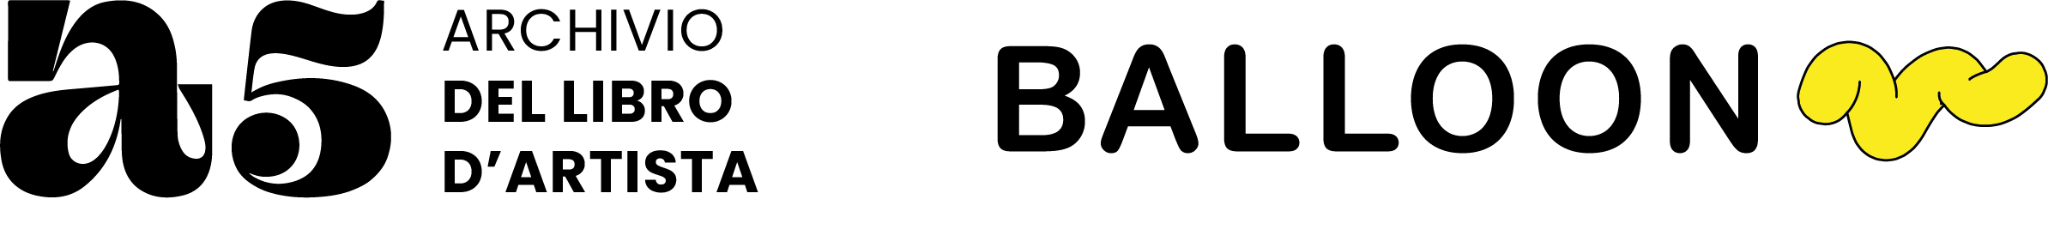 a5
ARCHIVIO
DEL LIBRO
D’ARTISTA
BALLOON